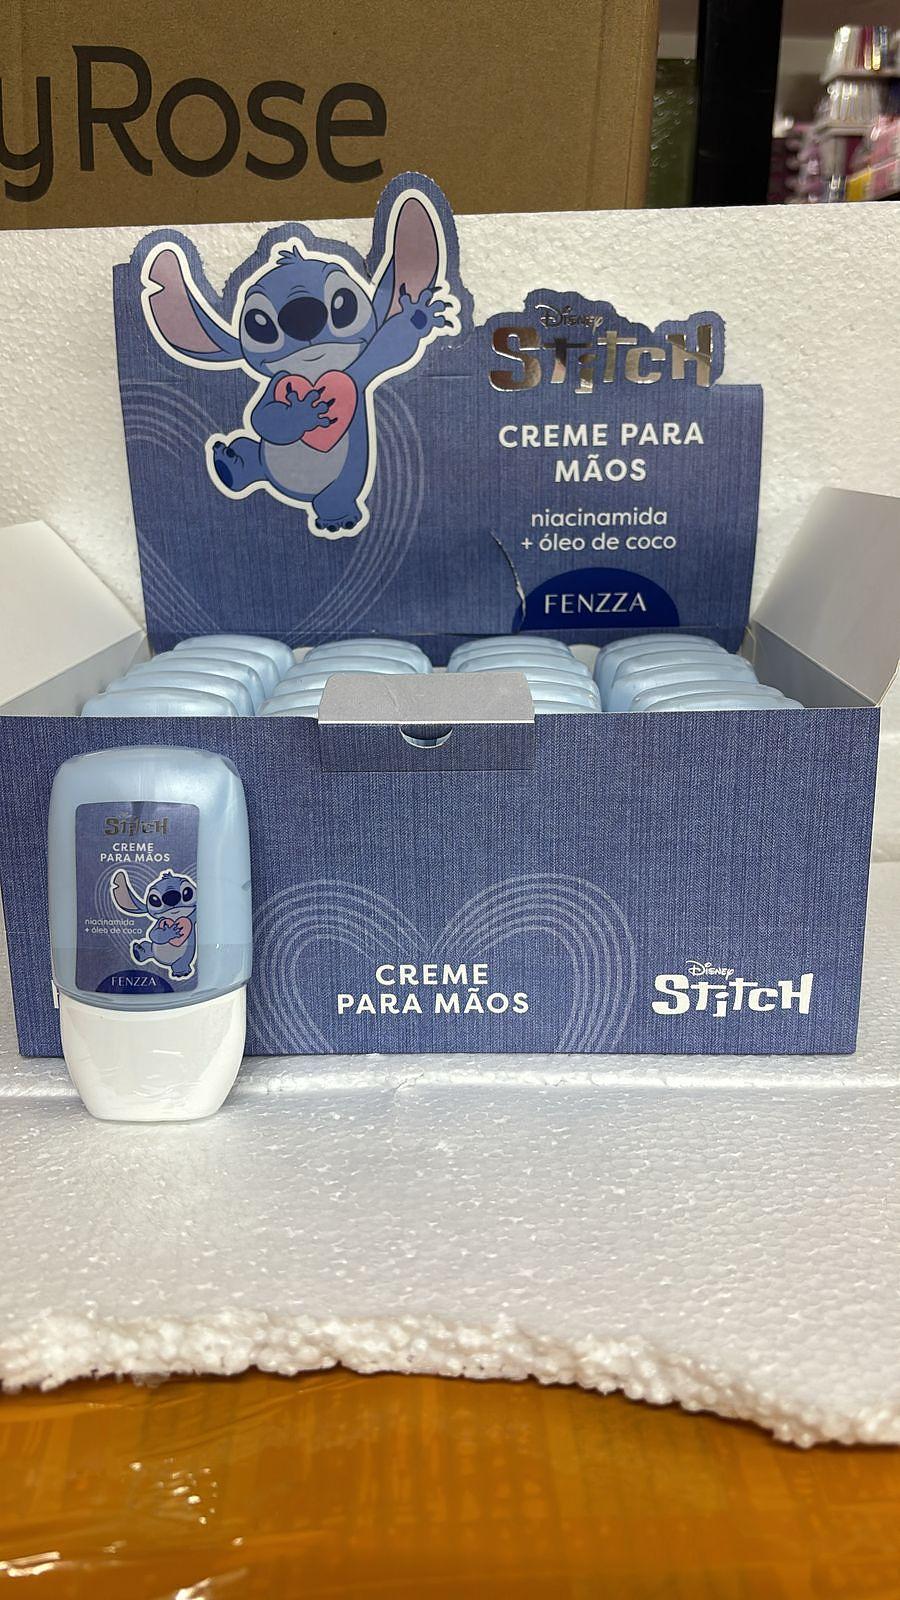 yRose
Disney
Stitch
CREME PARA
MÃOS
niacinamida
+ óleo de coco
FENZZA
Stitch
CREME
PARA MÃOS
niacinamida
+ óleo de coco
FENZZA
CREME
PARA MÃOS
Disney
Stitch